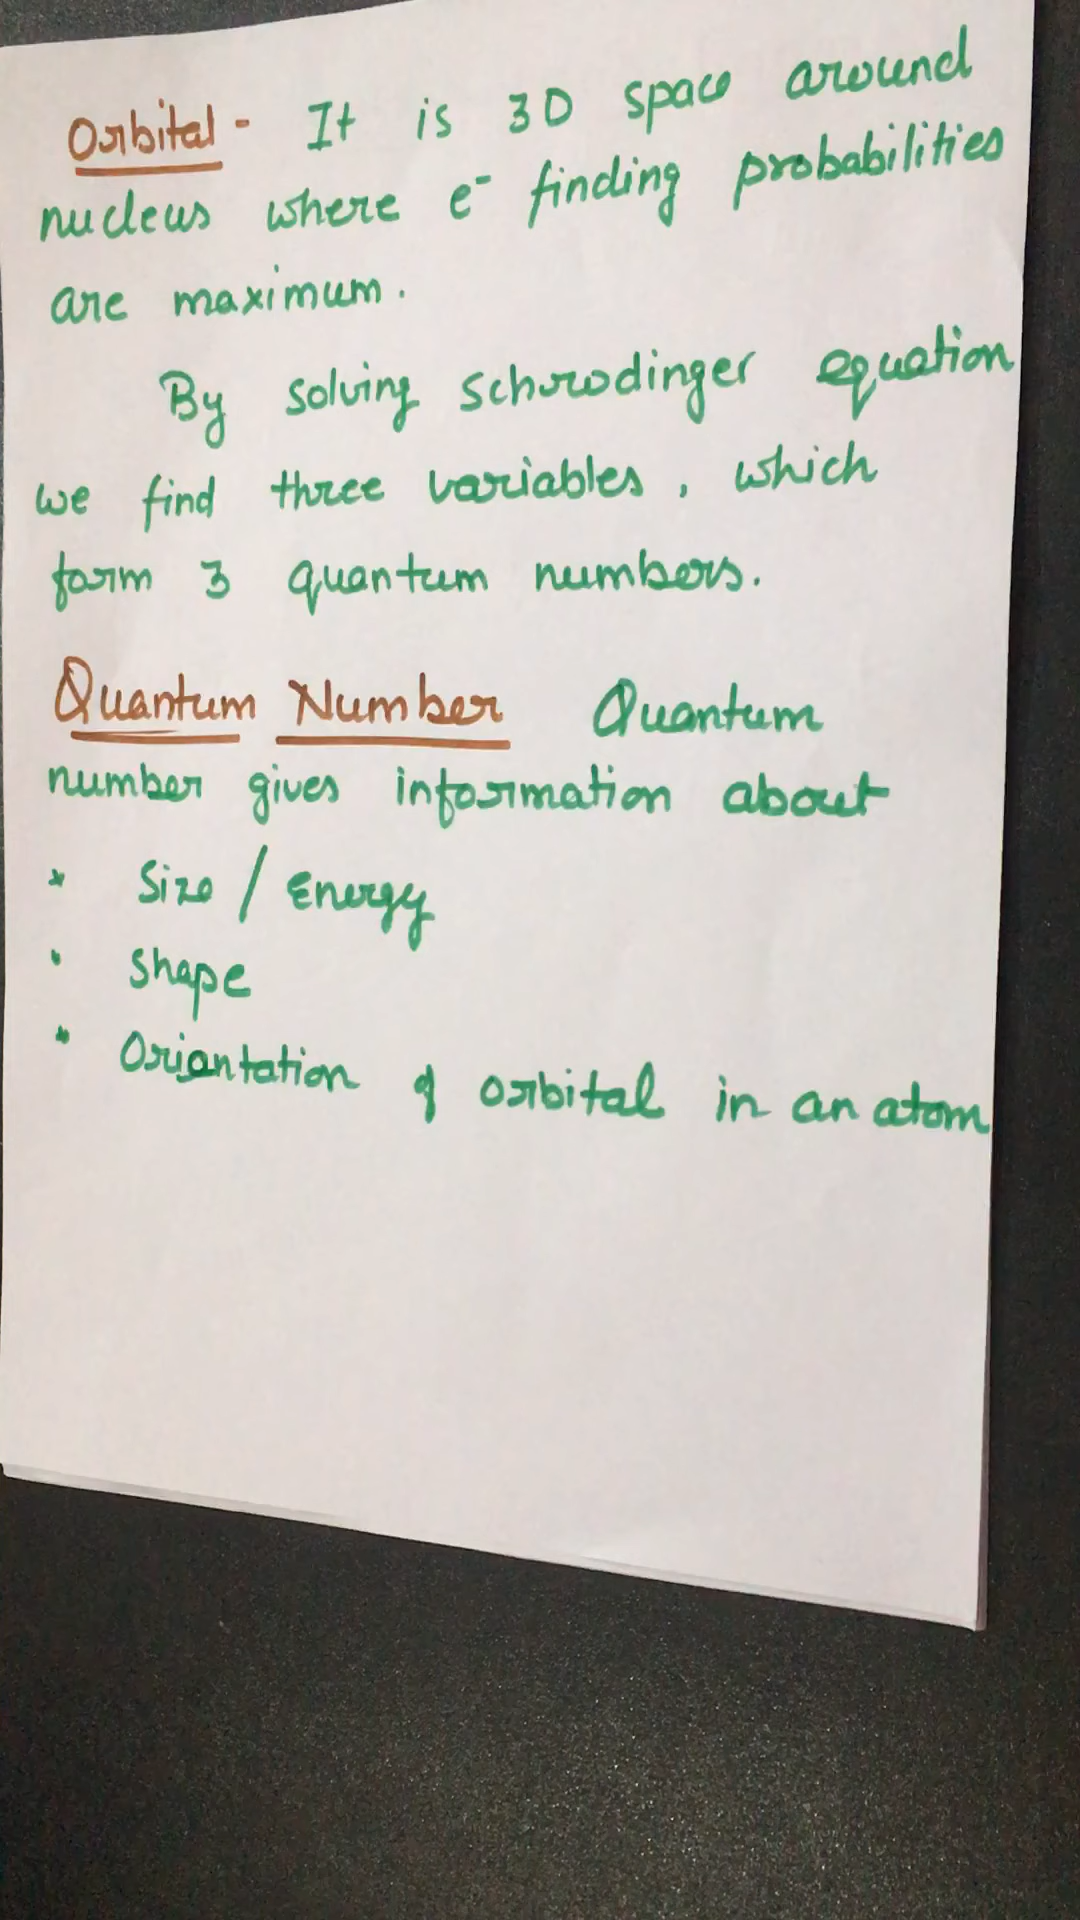 Orbital - It is 3D space around
nucleus where e⁻ finding probabilities
are maximum.
By solving schrodinger equation
we find three variables, which
form 3 quantum numbers.
Quantum Number Quantum
number gives information about
* Size / Energy
* Shape
* Oriantation of orbital in an atom